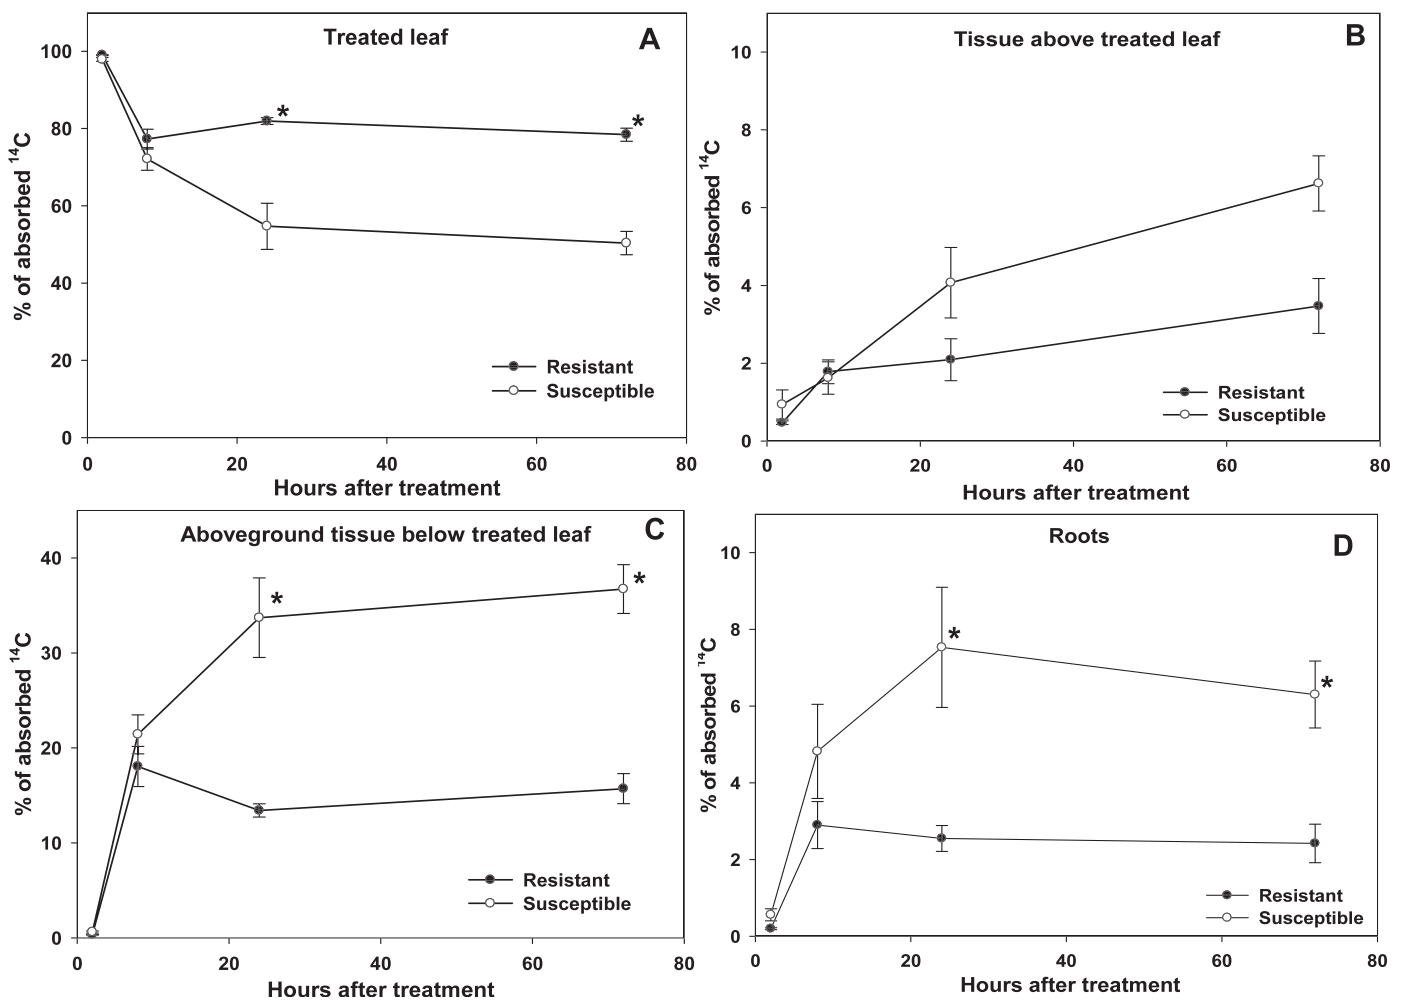 Treated leaf
A
% of absorbed 14C
100
80
60
40
20
0
*
*
Resistant
Susceptible
0 20 40 60 80
Hours after treatment
Tissue above treated leaf
B
% of absorbed 14C
10
8
6
4
2
0
Resistant
Susceptible
0 20 40 60 80
Hours after treatment
Aboveground tissue below treated leaf
C
% of absorbed 14C
40
30
20
10
0
*
*
Resistant
Susceptible
0 20 40 60 80
Hours after treatment
Roots
D
% of absorbed 14C
10
8
6
4
2
0
*
*
Resistant
Susceptible
0 20 40 60 80
Hours after treatment